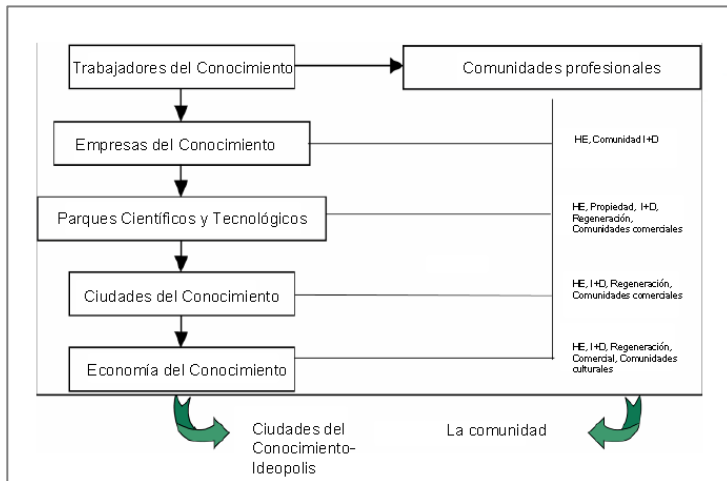 Trabajadores del Conocimiento
Comunidades profesionales
Empresas del Conocimiento
HE, Comunidad I+D
Parques Científicos y Tecnológicos
HE, Propiedad, I+D,
Regeneración,
Comunidades comerciales
Ciudades del Conocimiento
HE, I+D, Regeneración,
Comunidades comerciales
Economía del Conocimiento
HE, I+D, Regeneración,
Comercial, Comunidades
culturales
Ciudades del
Conocimiento-
Ideopolis
La comunidad